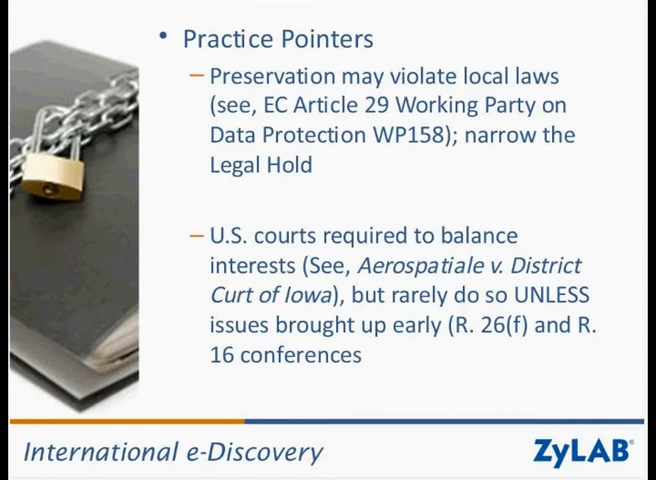 • Practice Pointers
– Preservation may violate local laws
(see, EC Article 29 Working Party on
Data Protection WP158); narrow the
Legal Hold
– U.S. courts required to balance
interests (See, Aerospatiale v. District
Curt of Iowa), but rarely do so UNLESS
issues brought up early (R. 26(f) and R.
16 conferences
International e-Discovery
ZyLAB®